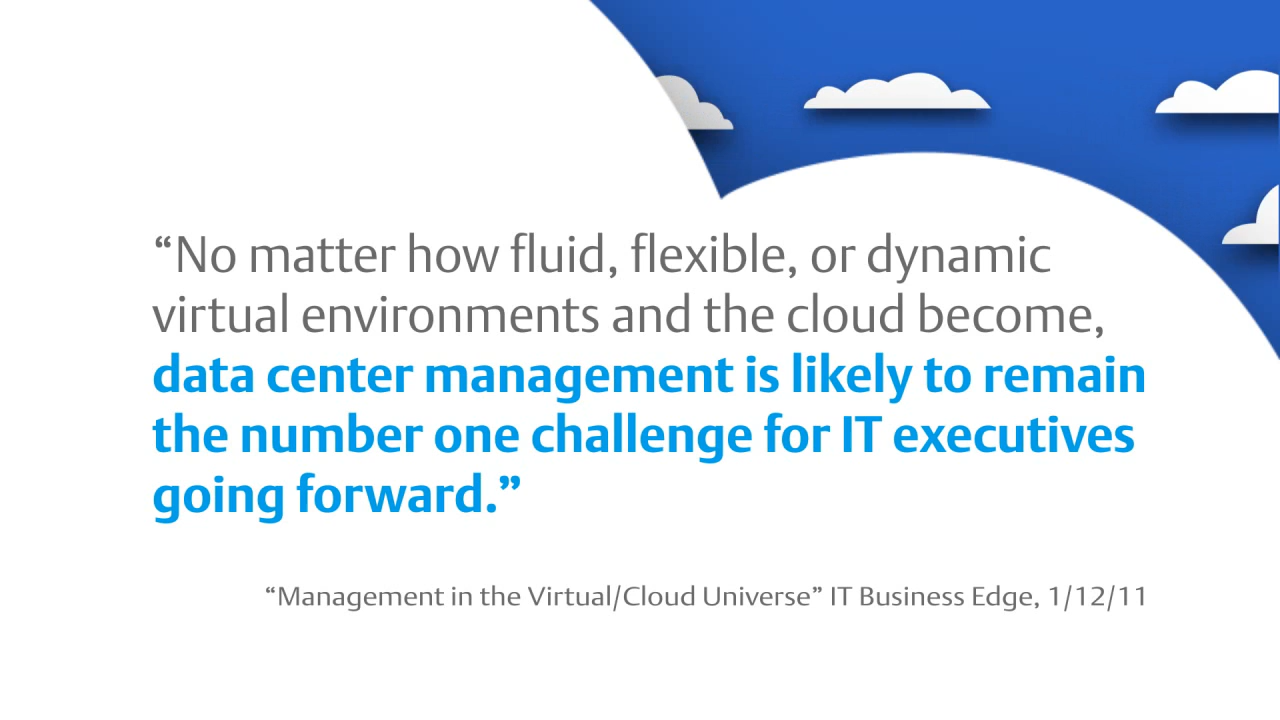 “No matter how fluid, flexible, or dynamic
virtual environments and the cloud become,
data center management is likely to remain
the number one challenge for IT executives
going forward.”
“Management in the Virtual/Cloud Universe” IT Business Edge, 1/12/11